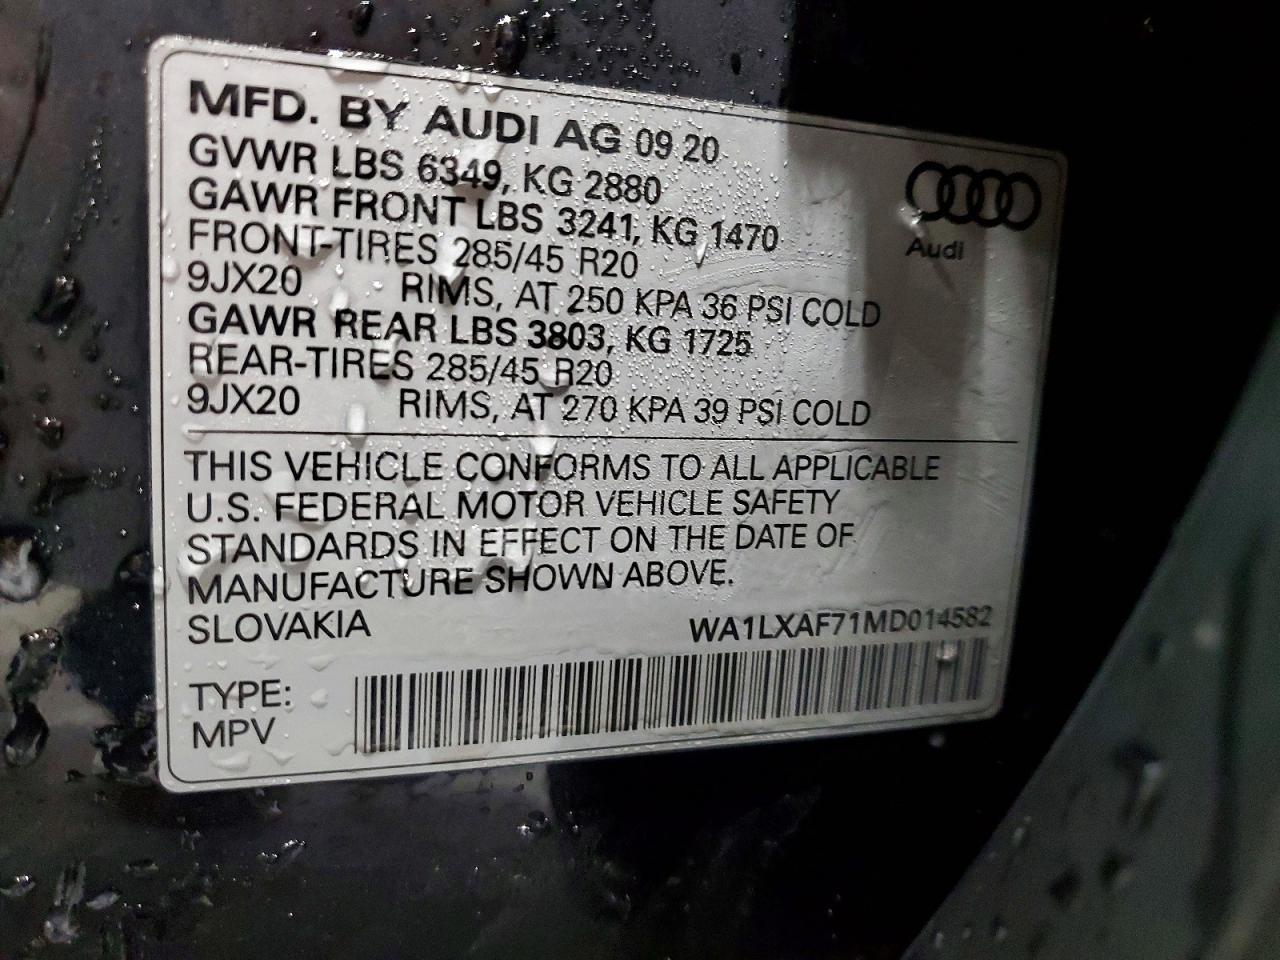 MFD. BY AUDI AG 09 20
GVWR LBS 6349, KG 2880
GAWR FRONT LBS 3241, KG 1470
FRONT-TIRES 285/45 R20
9JX20 RIMS, AT 250 KPA 36 PSI COLD
GAWR REAR LBS 3803, KG 1725
REAR-TIRES 285/45 R20
9JX20 RIMS, AT 270 KPA 39 PSI COLD
Audi
THIS VEHICLE CONFORMS TO ALL APPLICABLE
U.S. FEDERAL MOTOR VEHICLE SAFETY
STANDARDS IN EFFECT ON THE DATE OF
MANUFACTURE SHOWN ABOVE.
SLOVAKIA WA1LXAF71MD014582
TYPE:
MPV